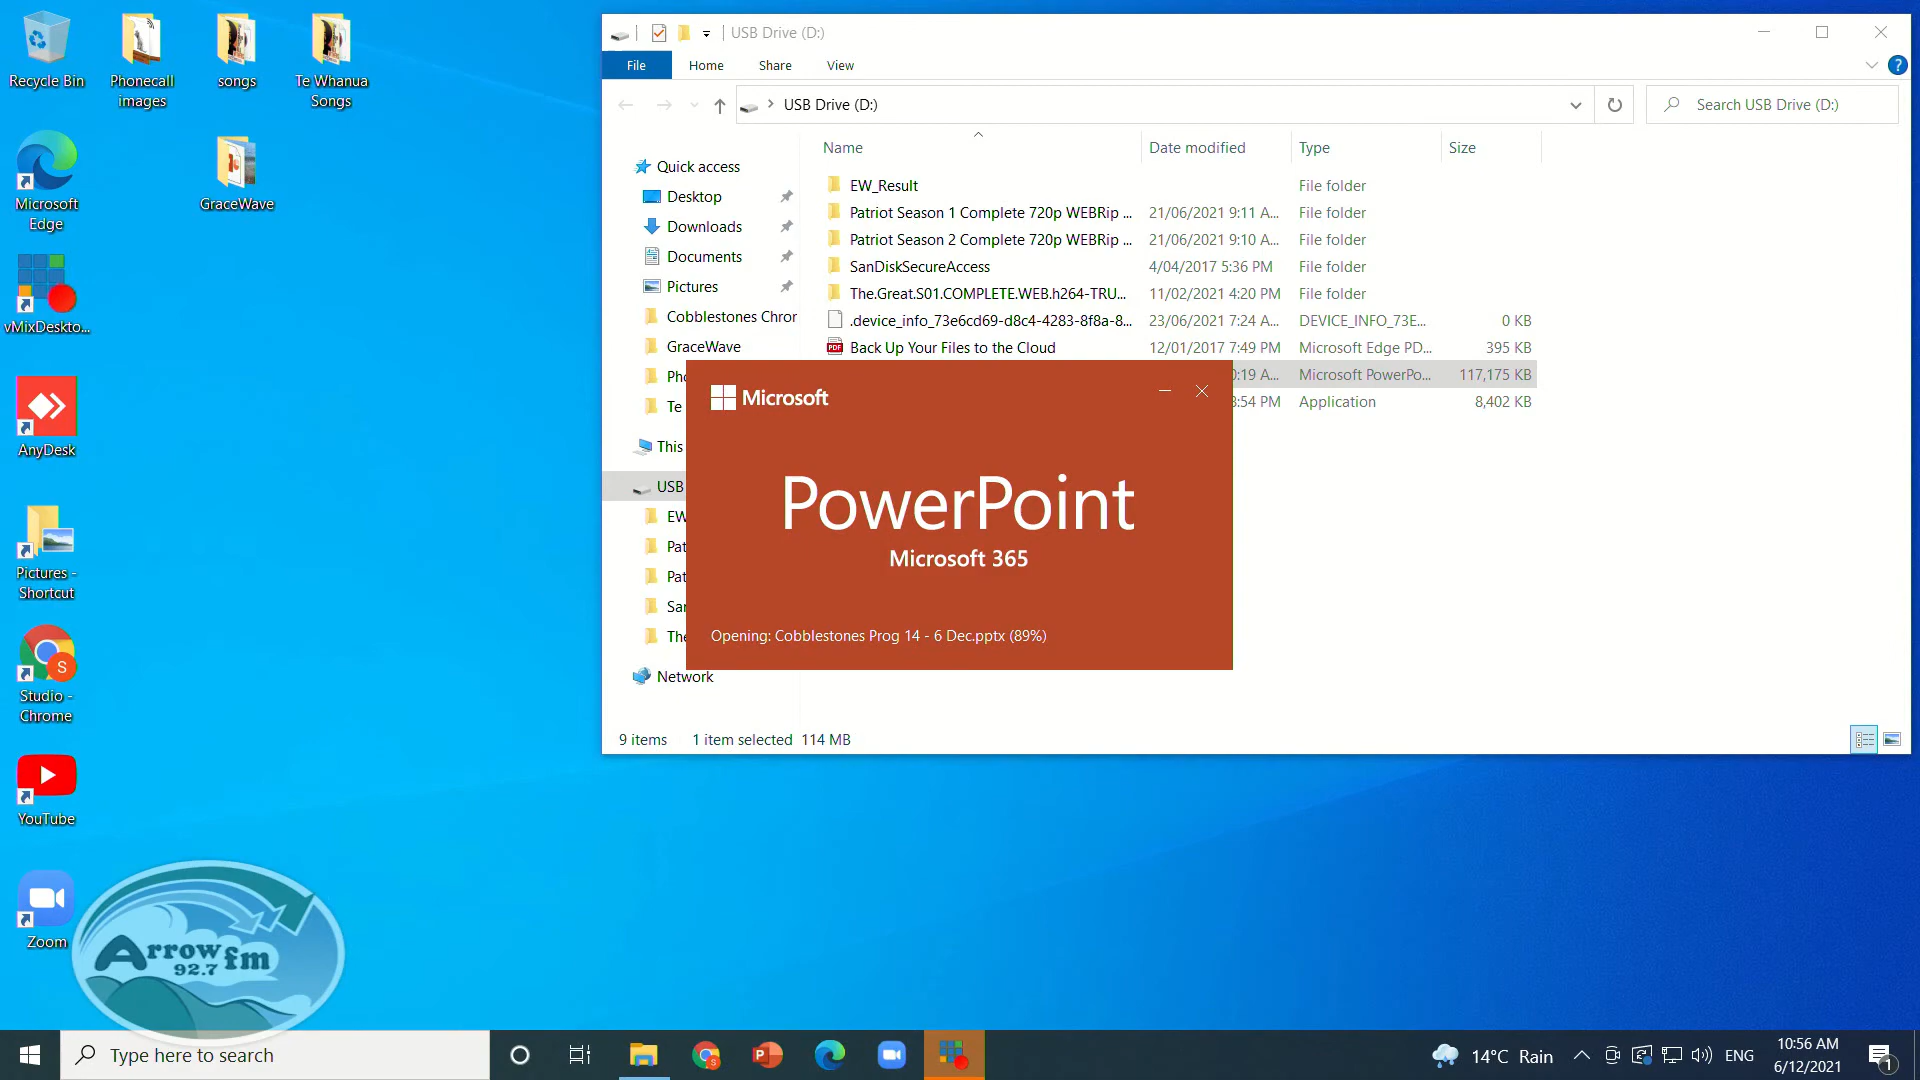 Recycle Bin
Phonecall images
songs
Te Whanua Songs
Microsoft Edge
GraceWave
vMixDeskto...
AnyDesk
Pictures - Shortcut
S
Studio - Chrome
YouTube
Zoom
Arrow fm
92.7
USB Drive (D:)
File
Home
Share
View
?
USB Drive (D:)
Search USB Drive (D:)
Quick access
Desktop
Downloads
Documents
Pictures
Cobblestones Chror
GraceWave
Te
This
USB
Network
Name
Date modified
Type
Size
EW_Result
File folder
Patriot Season 1 Complete 720p WEBRip ...
21/06/2021 9:11 A...
File folder
Patriot Season 2 Complete 720p WEBRip ...
21/06/2021 9:10 A...
File folder
SanDiskSecureAccess
4/04/2017 5:36 PM
File folder
The.Great.S01.COMPLETE.WEB.h264-TRU...
11/02/2021 4:20 PM
File folder
.device_info_73e6cd69-d8c4-4283-8f8a-8...
23/06/2021 7:24 A...
DEVICE_INFO_73E...
0 KB
PDF
Back Up Your Files to the Cloud
12/01/2017 7:49 PM
Microsoft Edge PD...
395 KB
:19 A...
Microsoft PowerPo...
117,175 KB
:54 PM
Application
8,402 KB
Microsoft
PowerPoint
Microsoft 365
Opening: Cobblestones Prog 14 - 6 Dec.pptx (89%)
9 items
1 item selected 114 MB
Type here to search
14°C Rain
ENG
10:56 AM
6/12/2021
1